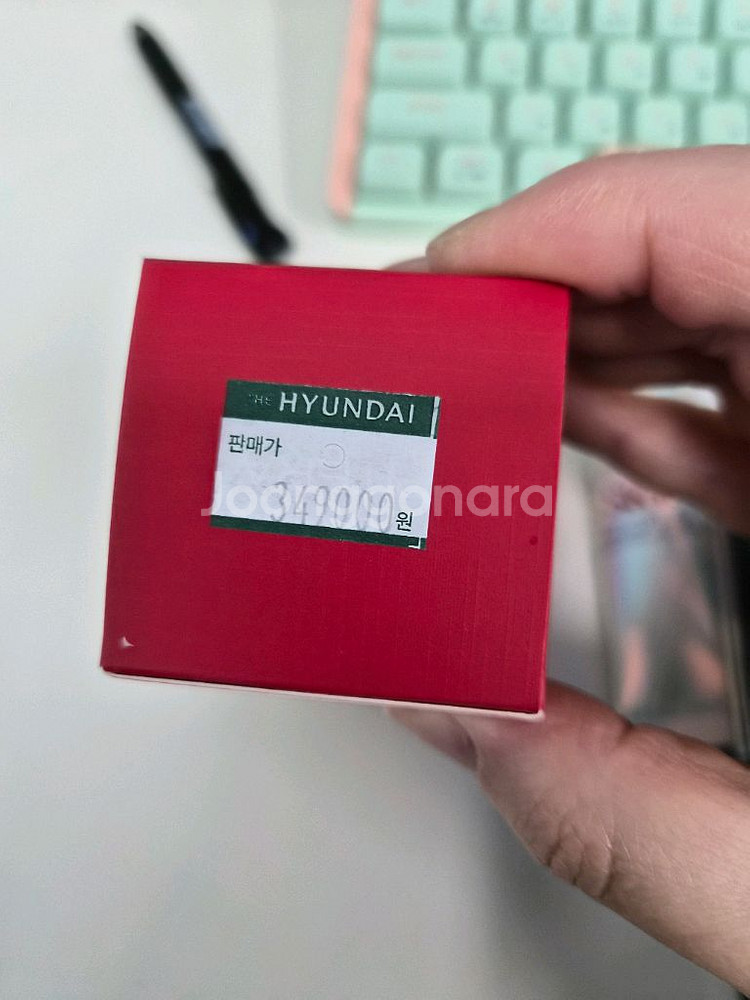 THE HYUNDAI
판매가
349000원
Joonggonara